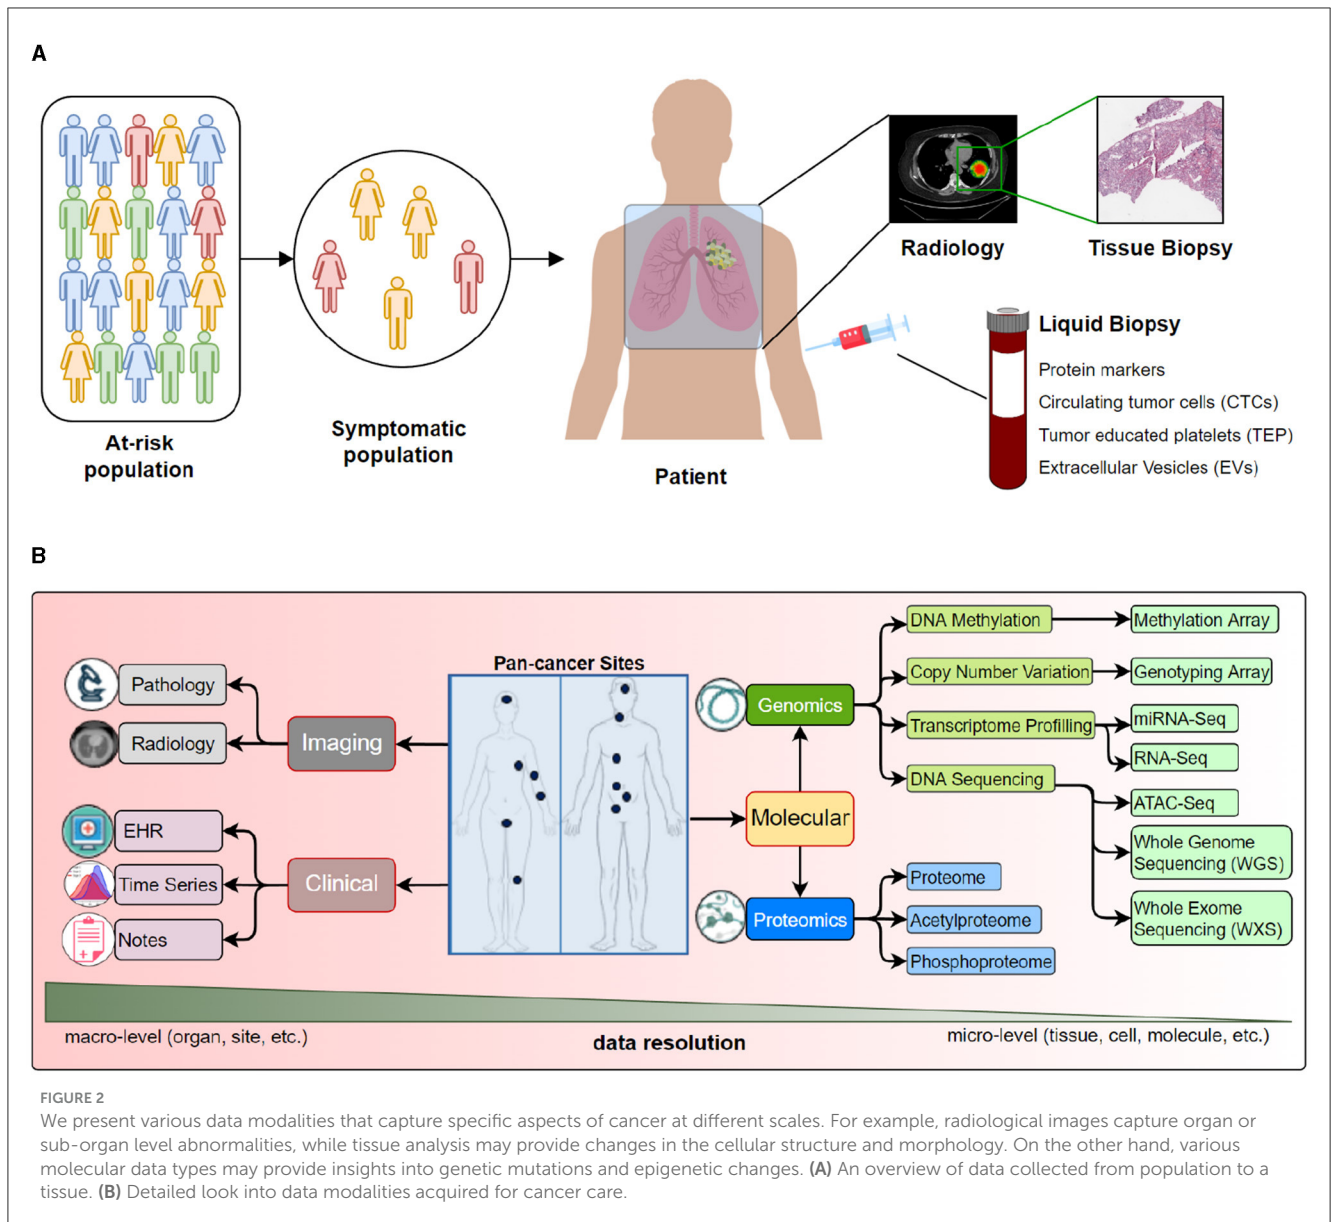 A
At-risk
population
Symptomatic
population
Patient
Radiology
Tissue Biopsy
Liquid Biopsy
Protein markers
Circulating tumor cells (CTCs)
Tumor educated platelets (TEP)
Extracellular Vesicles (EVs)
B
Pathology
Radiology
Imaging
EHR
Time Series
Notes
Clinical
Pan-cancer Sites
Molecular
Genomics
Proteomics
DNA Methylation
Copy Number Variation
Transcriptome Profilling
DNA Sequencing
Proteome
Acetylproteome
Phosphoproteome
Methylation Array
Genotyping Array
miRNA-Seq
RNA-Seq
ATAC-Seq
Whole Genome
Sequencing (WGS)
Whole Exome
Sequencing (WXS)
macro-level (organ, site, etc.)
data resolution
micro-level (tissue, cell, molecule, etc.)
FIGURE 2
We present various data modalities that capture specific aspects of cancer at different scales. For example, radiological images capture organ or
sub-organ level abnormalities, while tissue analysis may provide changes in the cellular structure and morphology. On the other hand, various
molecular data types may provide insights into genetic mutations and epigenetic changes. (A) An overview of data collected from population to a
tissue. (B) Detailed look into data modalities acquired for cancer care.